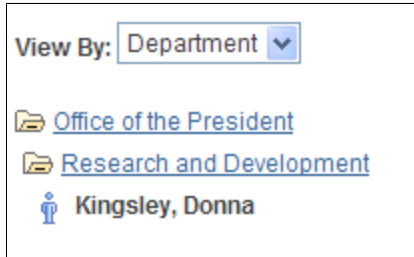 View By: Department
Office of the President
Research and Development
Kingsley, Donna